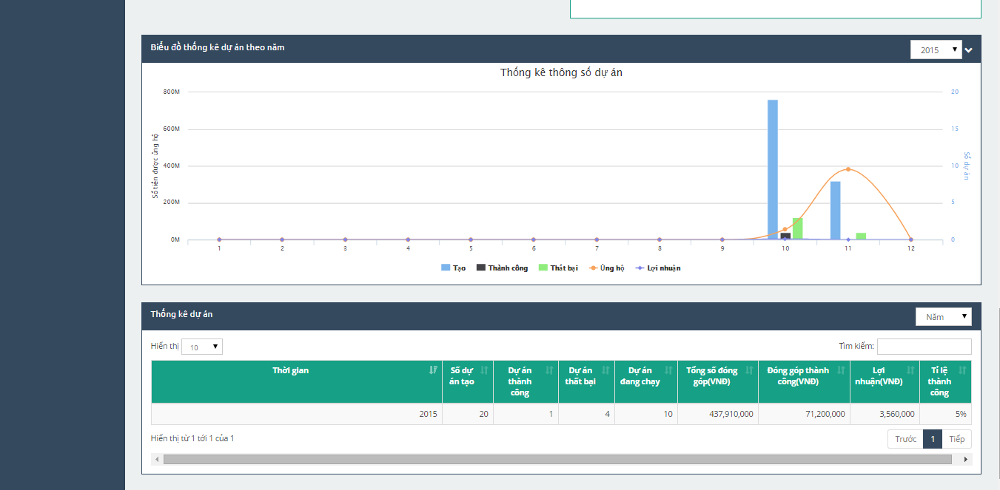 Biểu đồ thống kê dự án theo năm
2015
Thống kê thông số dự án
800M
600M
400M
200M
0M
Số tiền được ủng hộ
20
15
10
5
0
Số dự án
1 2 3 4 5 6 7 8 9 10 11 12
Tạo Thành công Thất bại Ủng hộ Lợi nhuận
Thống kê dự án
Năm
Hiển thị 10
Tìm kiếm:
Thời gian
Số dự
án tạo
Dự án
thành
công
Dự án
thất bại
Dự án
đang chạy
Tổng số đóng
góp(VNĐ)
Đóng góp thành
công(VNĐ)
Lợi
nhuận(VNĐ)
Tỉ lệ
thành
công
2015 20 1 4 10 437,910,000 71,200,000 3,560,000 5%
Hiển thị từ 1 tới 1 của 1
Trước 1 Tiếp